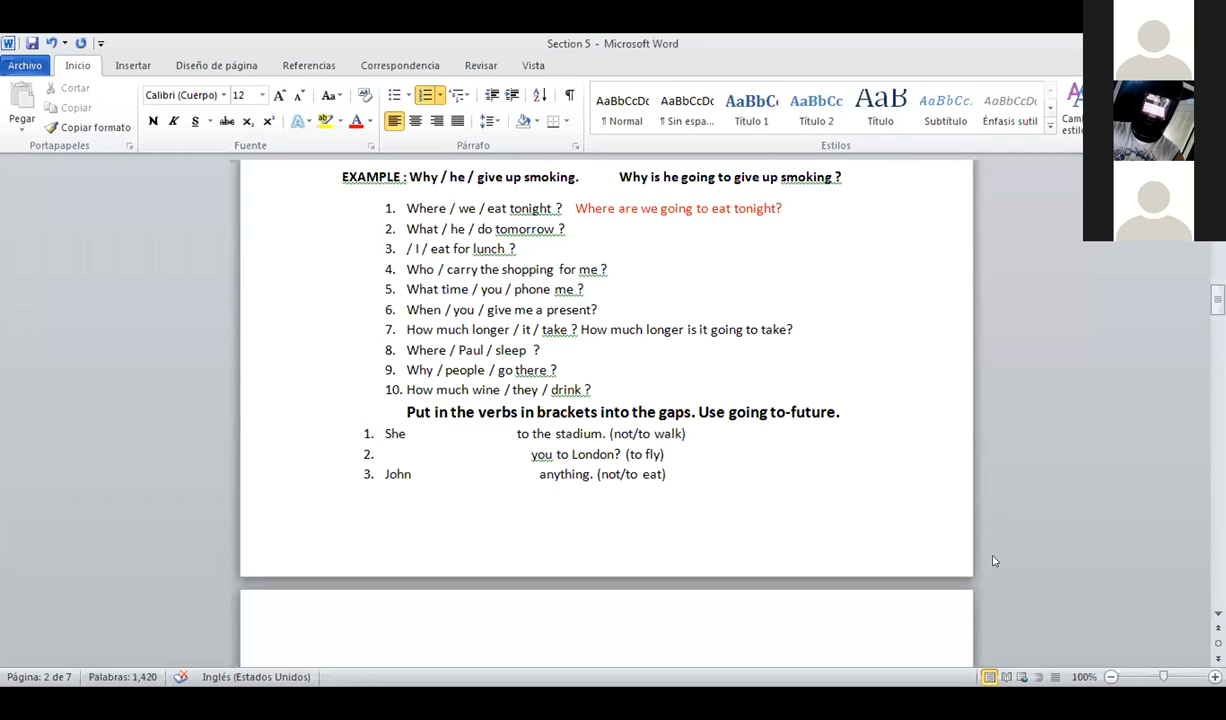 Section 5 - Microsoft Word
Archivo Inicio Insertar Diseño de página Referencias Correspondencia Revisar Vista
Pegar
Cortar
Copiar
Copiar formato
Portapapeles
Calibri (Cuerpo) 12
Aa
N K S abc x₂ x²
Fuente
Párrafo
AaBbCcDc AaBbCcDc AaBbCc AaBbCc AaB AaBbCc. AaBbCcDc
¶ Normal ¶ Sin espa... Título 1 Título 2 Título Subtítulo Énfasis sutil
Estilos
EXAMPLE : Why / he / give up smoking. Why is he going to give up smoking ?
1. Where / we / eat tonight ? Where are we going to eat tonight?
2. What / he / do tomorrow ?
3. / I / eat for lunch ?
4. Who / carry the shopping for me ?
5. What time / you / phone me ?
6. When / you / give me a present?
7. How much longer / it / take ? How much longer is it going to take?
8. Where / Paul / sleep ?
9. Why / people / go there ?
10. How much wine / they / drink ?
Put in the verbs in brackets into the gaps. Use going to-future.
1. She to the stadium. (not/to walk)
2. you to London? (to fly)
3. John anything. (not/to eat)
Página: 2 de 7 Palabras: 1,420 Inglés (Estados Unidos) 100%